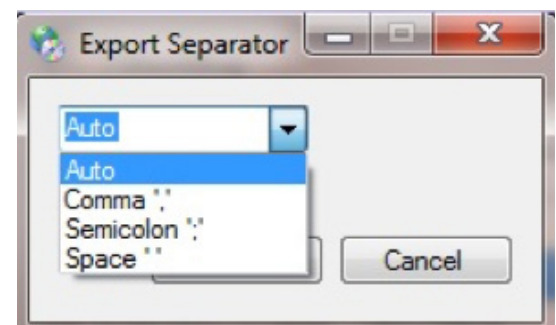 Export Separator
Auto
Auto
Comma ','
Semicolon ';'
Space ' '
Cancel